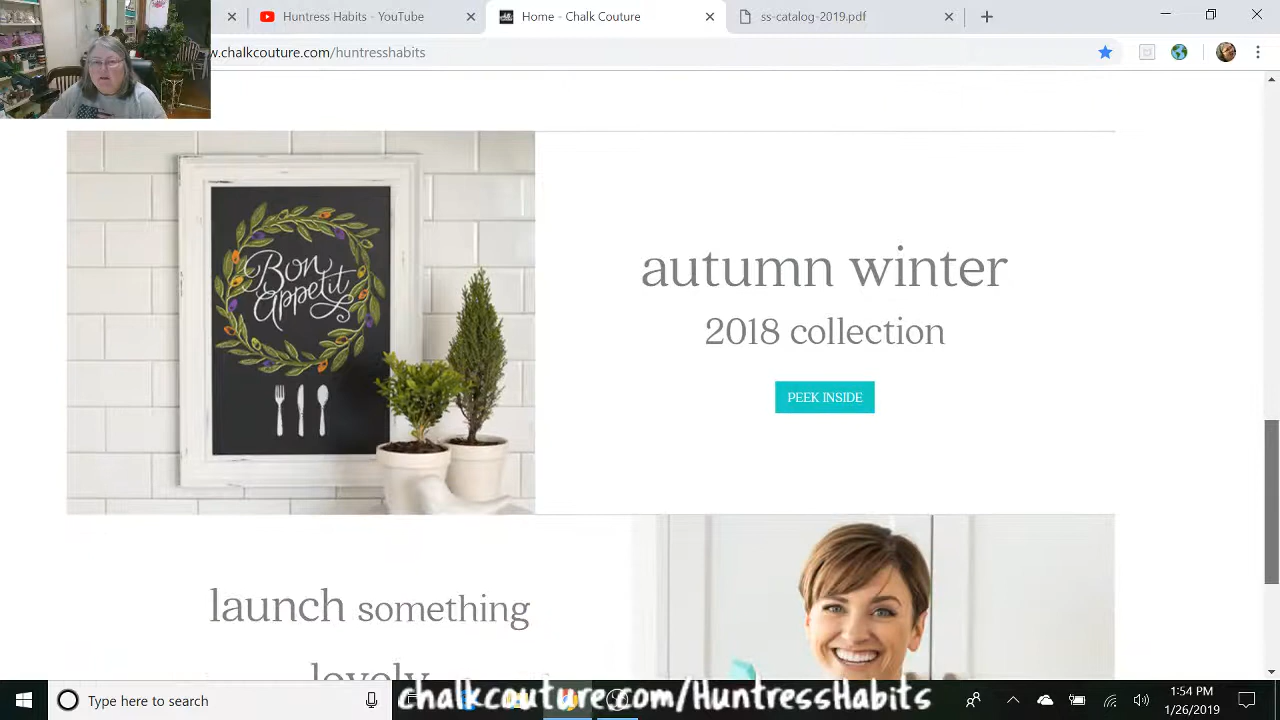 Huntress Habits - YouTube
Home - Chalk Couture
ss-catalog-2019.pdf
w.chalkcouture.com/huntresshabits
Bon
Appetit
autumn winter
2018 collection
PEEK INSIDE
launch something
lovely
Type here to search
chalkcouture.com/HuntressHabits
1:54 PM
1/26/2019